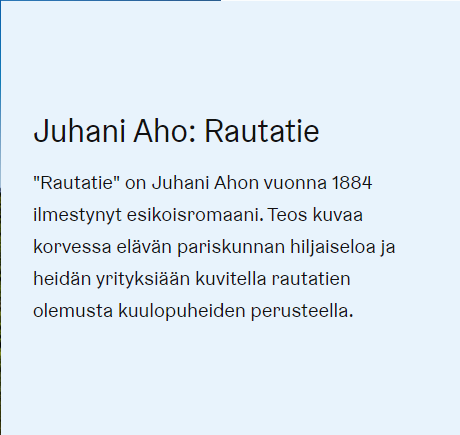 Juhani Aho: Rautatie
"Rautatie" on Juhani Ahon vuonna 1884
ilmestynyt esikoisromaani. Teos kuvaa
korvessa elävän pariskunnan hiljaiseloa ja
heidän yrityksiään kuvitella rautatien
olemusta kuulopuheiden perusteella.